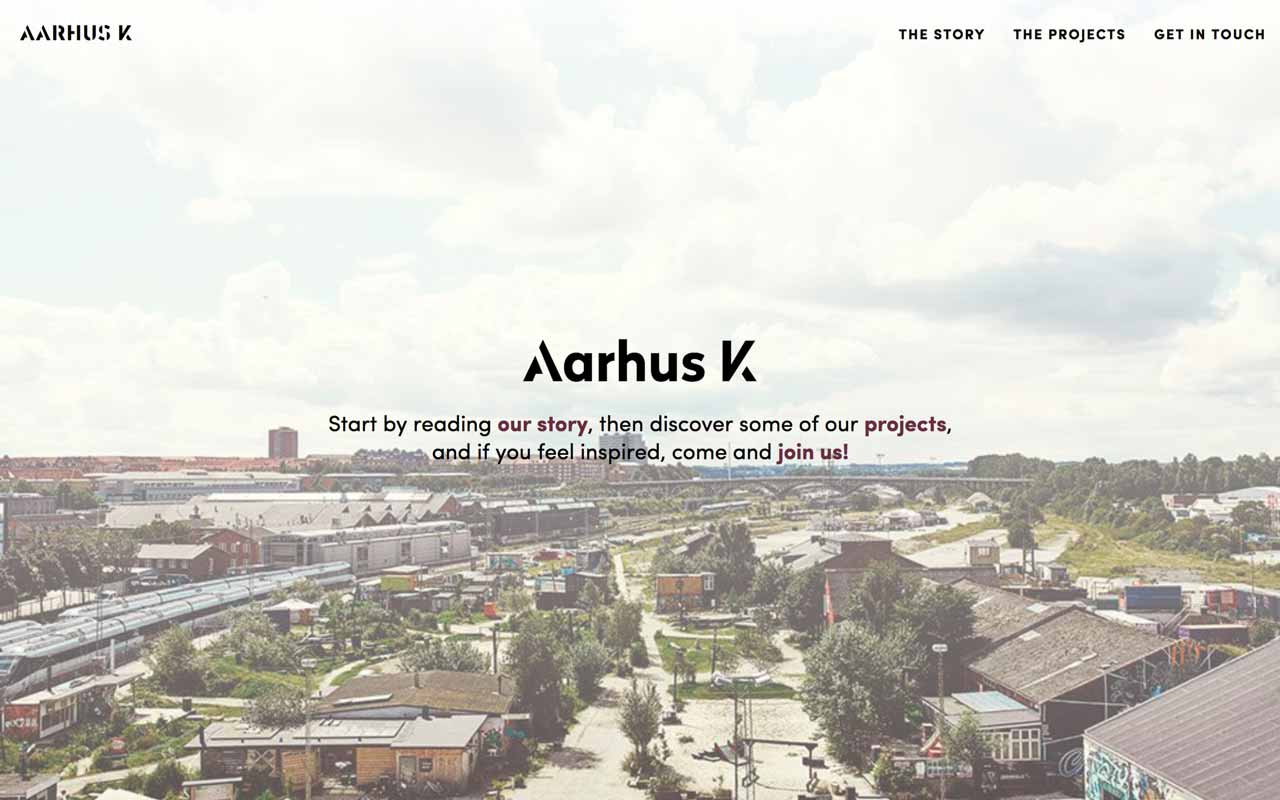 AARHUS K
THE STORY
THE PROJECTS
GET IN TOUCH
Aarhus K
Start by reading our story, then discover some of our projects,
and if you feel inspired, come and join us!